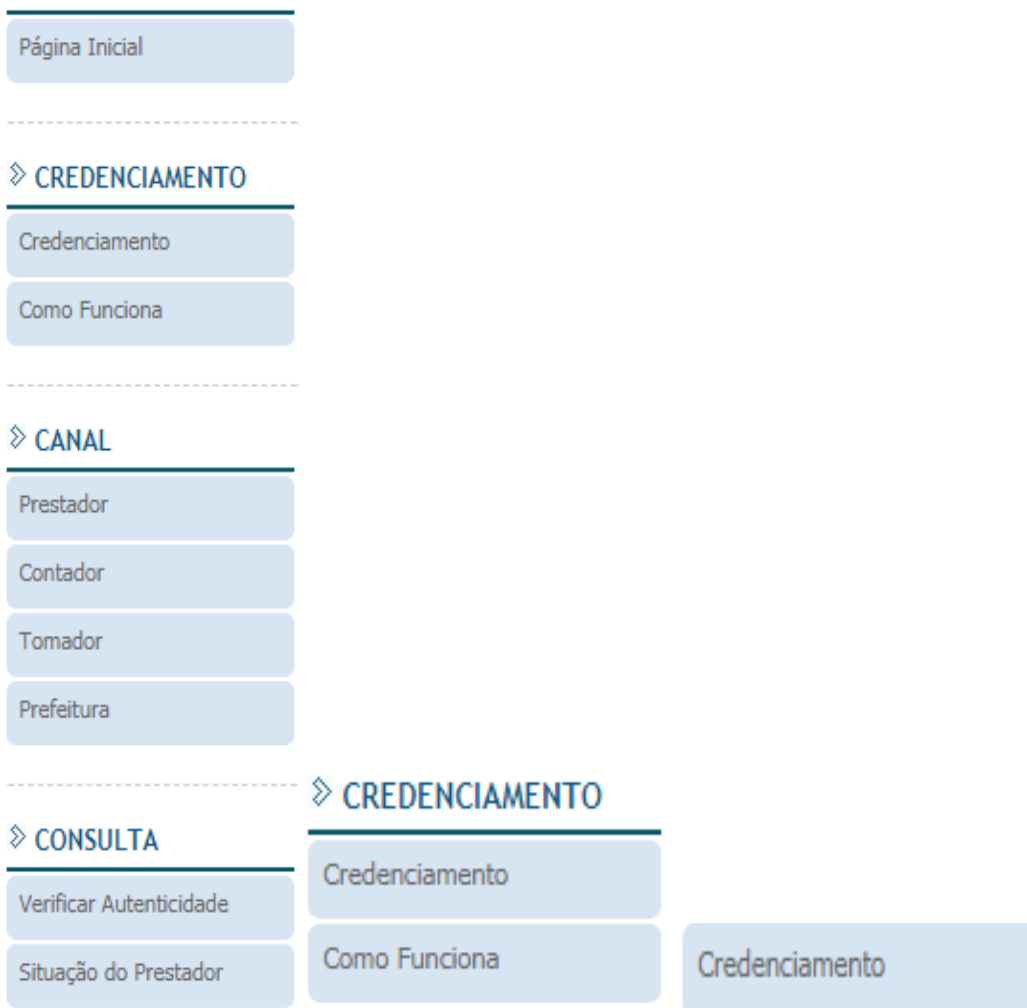 Página Inicial
CREDENCIAMENTO
Credenciamento
Como Funciona
CANAL
Prestador
Contador
Tomador
Prefeitura
CONSULTA
Verificar Autenticidade
Situação do Prestador
CREDENCIAMENTO
Credenciamento
Como Funciona
Credenciamento